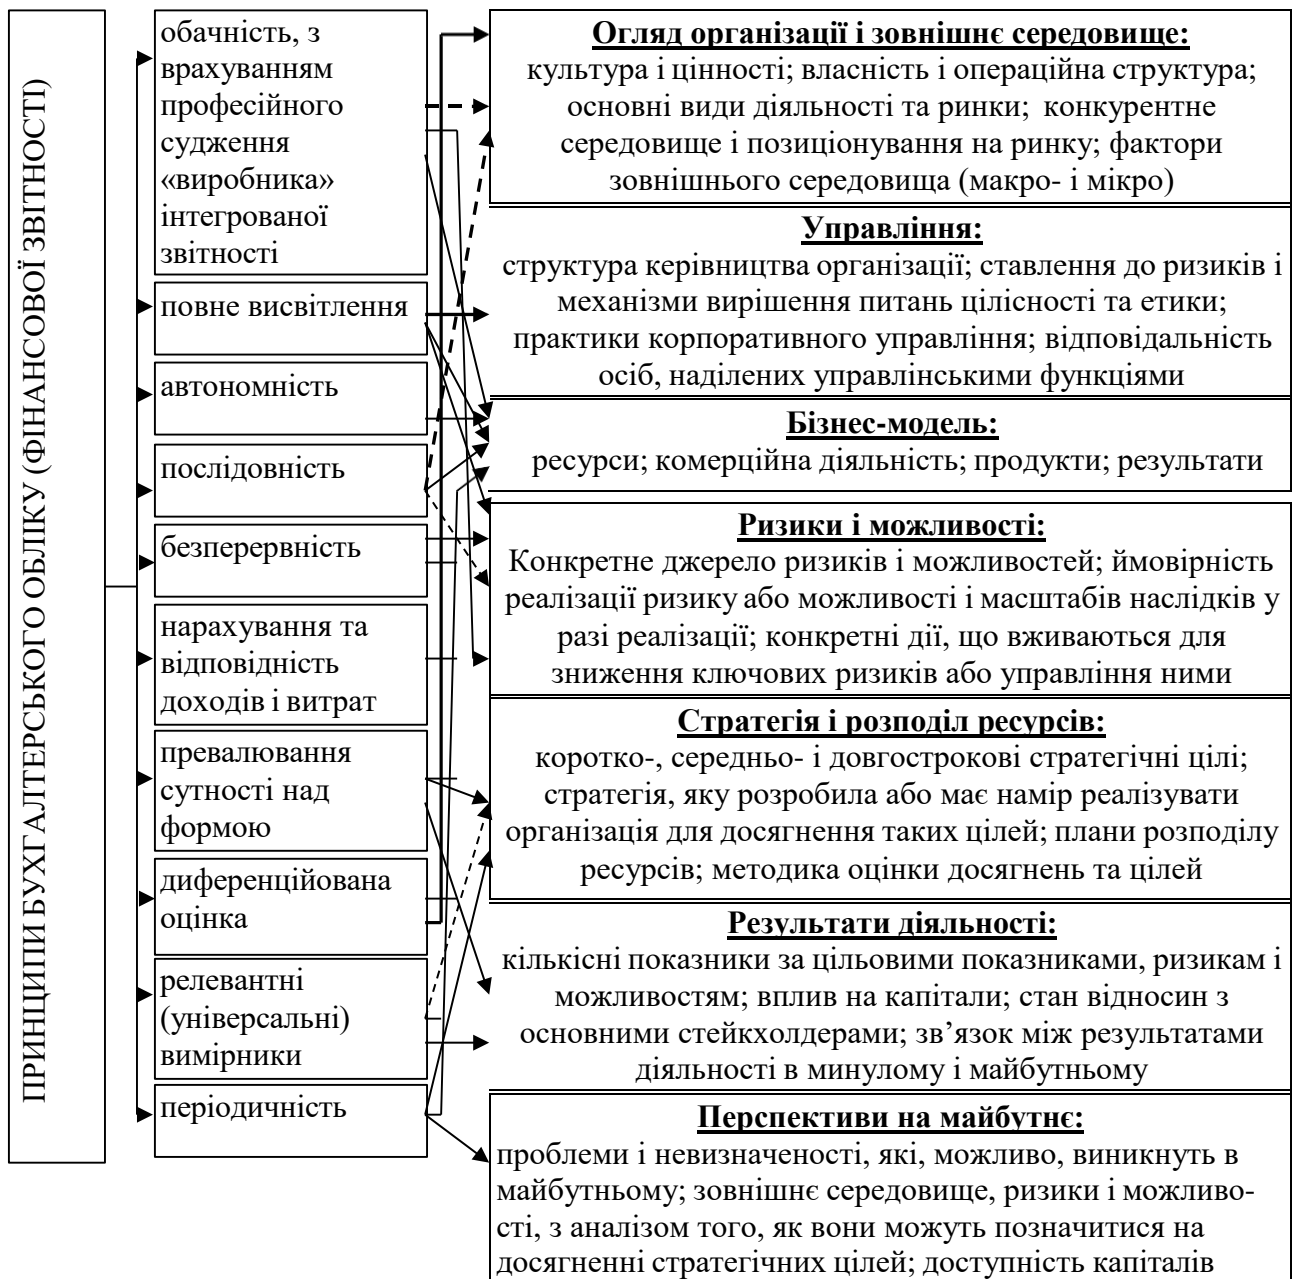 ПРИНЦИПИ БУХГАЛТЕРСЬКОГО ОБЛІКУ (ФІНАНСОВОЇ ЗВІТНОСТІ)
обачність, з
врахуванням
професійного
судження
«виробника»
інтегрованої
звітності
повне висвітлення
автономність
послідовність
безперервність
нарахування та
відповідність
доходів і витрат
превалювання
сутності над
формою
диференційована
оцінка
релевантні
(універсальні)
вимірники
періодичність
Огляд організації і зовнішнє середовище:
культура і цінності; власність і операційна структура;
основні види діяльності та ринки; конкурентне
середовище і позиціонування на ринку; фактори
зовнішнього середовища (макро- і мікро)
Управління:
структура керівництва організації; ставлення до ризиків і
механізми вирішення питань цілісності та етики;
практики корпоративного управління; відповідальність
осіб, наділених управлінськими функціями
Бізнес-модель:
ресурси; комерційна діяльність; продукти; результати
Ризики і можливості:
Конкретне джерело ризиків і можливостей; ймовірність
реалізації ризику або можливості і масштабів наслідків у
разі реалізації; конкретні дії, що вживаються для
зниження ключових ризиків або управління ними
Стратегія і розподіл ресурсів:
коротко-, середньо- і довгострокові стратегічні цілі;
стратегія, яку розробила або має намір реалізувати
організація для досягнення таких цілей; плани розподілу
ресурсів; методика оцінки досягнень та цілей
Результати діяльності:
кількісні показники за цільовими показниками, ризикам і
можливостям; вплив на капітали; стан відносин з
основними стейкхолдерами; зв’язок між результатами
діяльності в минулому і майбутньому
Перспективи на майбутнє:
проблеми і невизначеності, які, можливо, виникнуть в
майбутньому; зовнішнє середовище, ризики і можливо-
сті, з аналізом того, як вони можуть позначитися на
досягненні стратегічних цілей; доступність капіталів